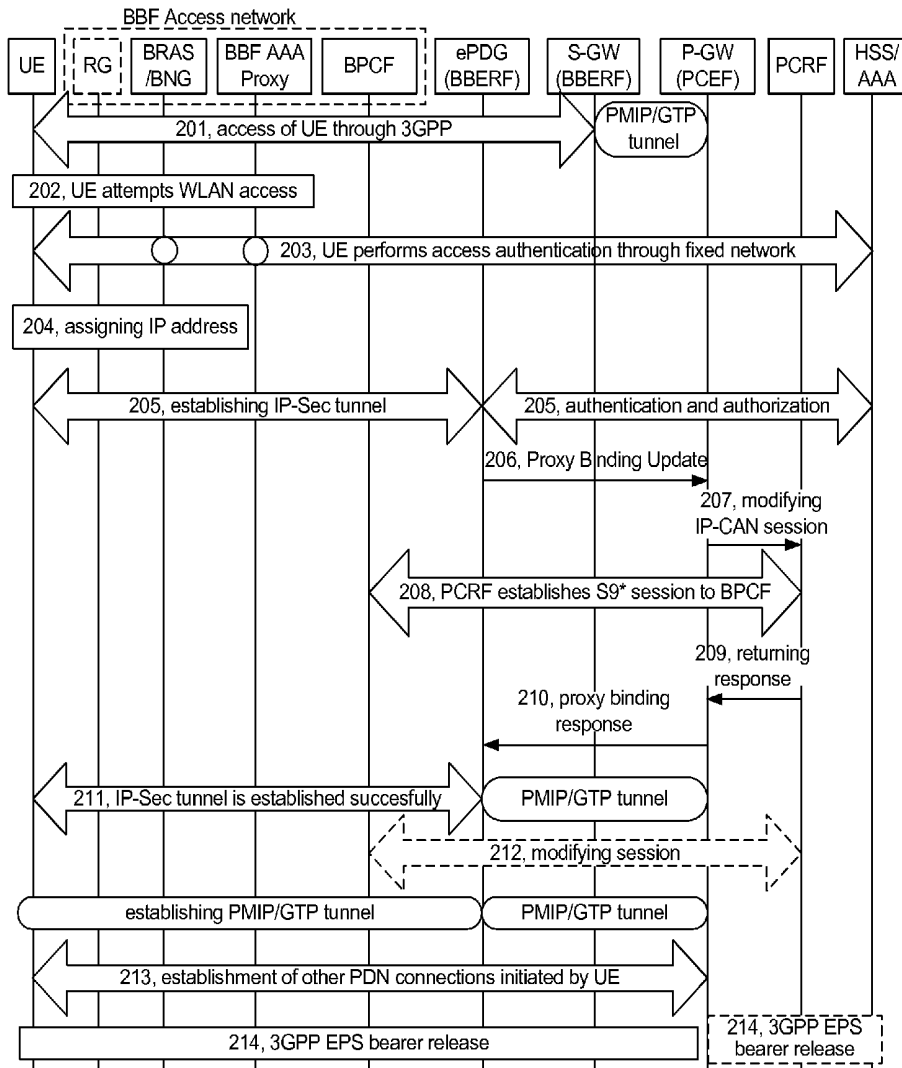 BBF Access network
UE
RG
BRAS
/BNG
BBF AAA
Proxy
BPCF
ePDG
(BBERF)
S-GW
(BBERF)
P-GW
(PCEF)
PCRF
HSS/
AAA
201, access of UE through 3GPP
PMIP/GTP
tunnel
202, UE attempts WLAN access
203, UE performs access authentication through fixed network
204, assigning IP address
205, establishing IP-Sec tunnel
205, authentication and authorization
206, Proxy Binding Update
207, modifying
IP-CAN session
208, PCRF establishes S9* session to BPCF
209, returning
response
210, proxy binding
response
211, IP-Sec tunnel is established succesfully
PMIP/GTP tunnel
212, modifying session
establishing PMIP/GTP tunnel
PMIP/GTP tunnel
213, establishment of other PDN connections initiated by UE
214, 3GPP EPS bearer release
214, 3GPP EPS
bearer release